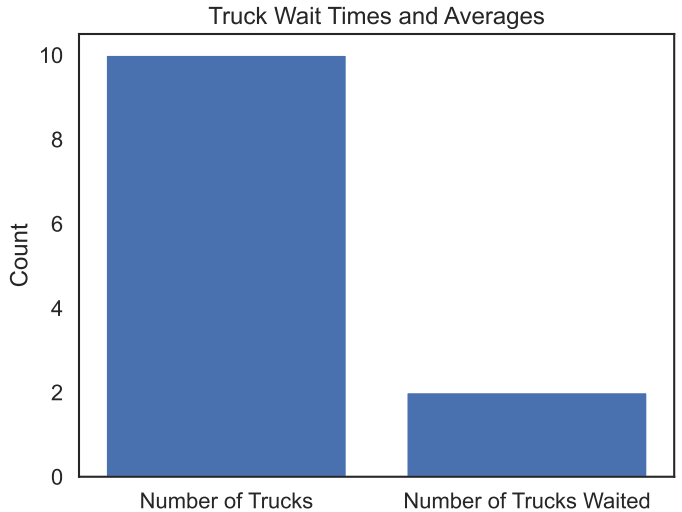 Truck Wait Times and Averages
10
8
6
4
2
0
Count
Number of Trucks
Number of Trucks Waited